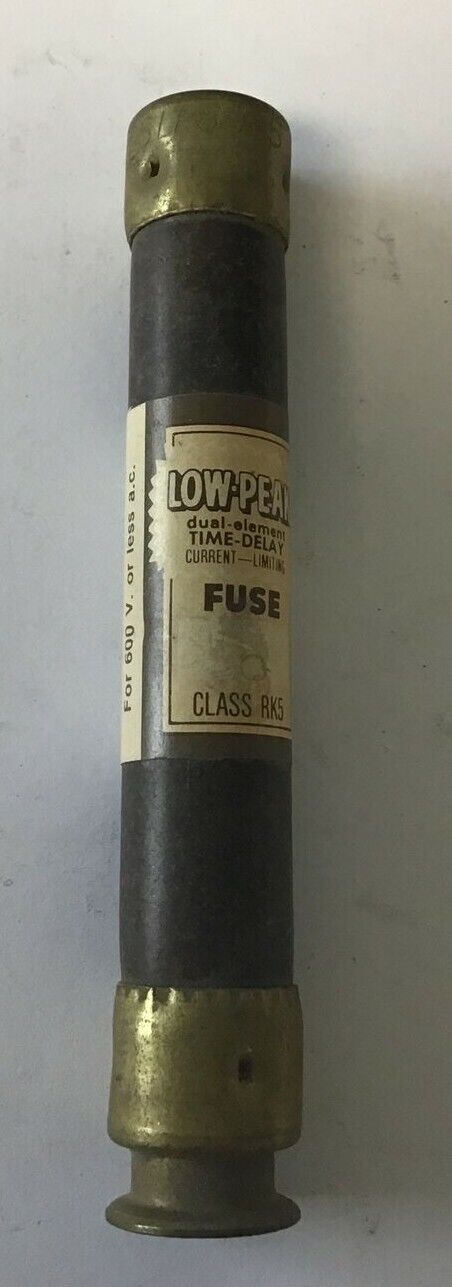 For 600 V. or less a.c.
LOW-PEAK
dual-element
TIME-DELAY
CURRENT—LIMITING
FUSE
CLASS RK5